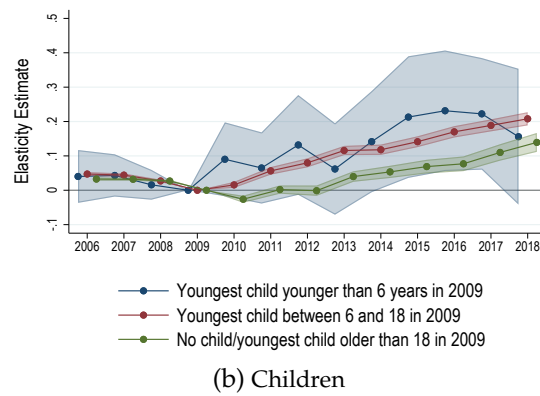 .5
.4
.3
.2
.1
0
-.1
Elasticity Estimate
2006 2007 2008 2009 2010 2011 2012 2013 2014 2015 2016 2017 2018
Youngest child younger than 6 years in 2009
Youngest child between 6 and 18 in 2009
No child/youngest child older than 18 in 2009
(b) Children